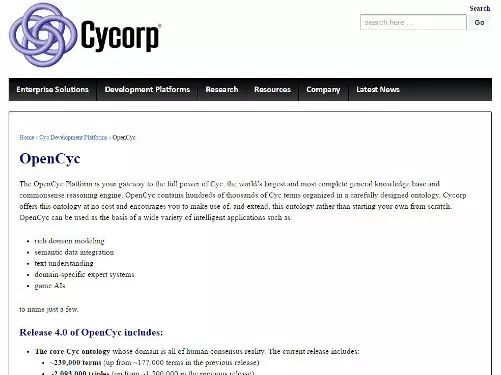 Cycorp®
Search
search here ...
Go
Enterprise Solutions Development Platforms Research Resources Company Latest News
Home › Cyc Development Platforms › OpenCyc
OpenCyc
The OpenCyc Platform is your gateway to the full power of Cyc, the world's largest and most complete general knowledge base and
commonsense reasoning engine. OpenCyc contains hundreds of thousands of Cyc terms organized in a carefully designed ontology. Cycorp
offers this ontology at no cost and encourages you to make use of, and extend, this ontology rather than starting your own from scratch.
OpenCyc can be used as the basis of a wide variety of intelligent applications such as:
• rich domain modeling
• semantic data integration
• text understanding
• domain-specific expert systems
• game AIs
to name just a few.
Release 4.0 of OpenCyc includes:
• The core Cyc ontology whose domain is all of human consensus reality. The current release includes:
• ~239,000 terms (up from ~177,000 terms in the previous release)
• ~2,093,000 triples (up from ~1,500,000 in the previous release)